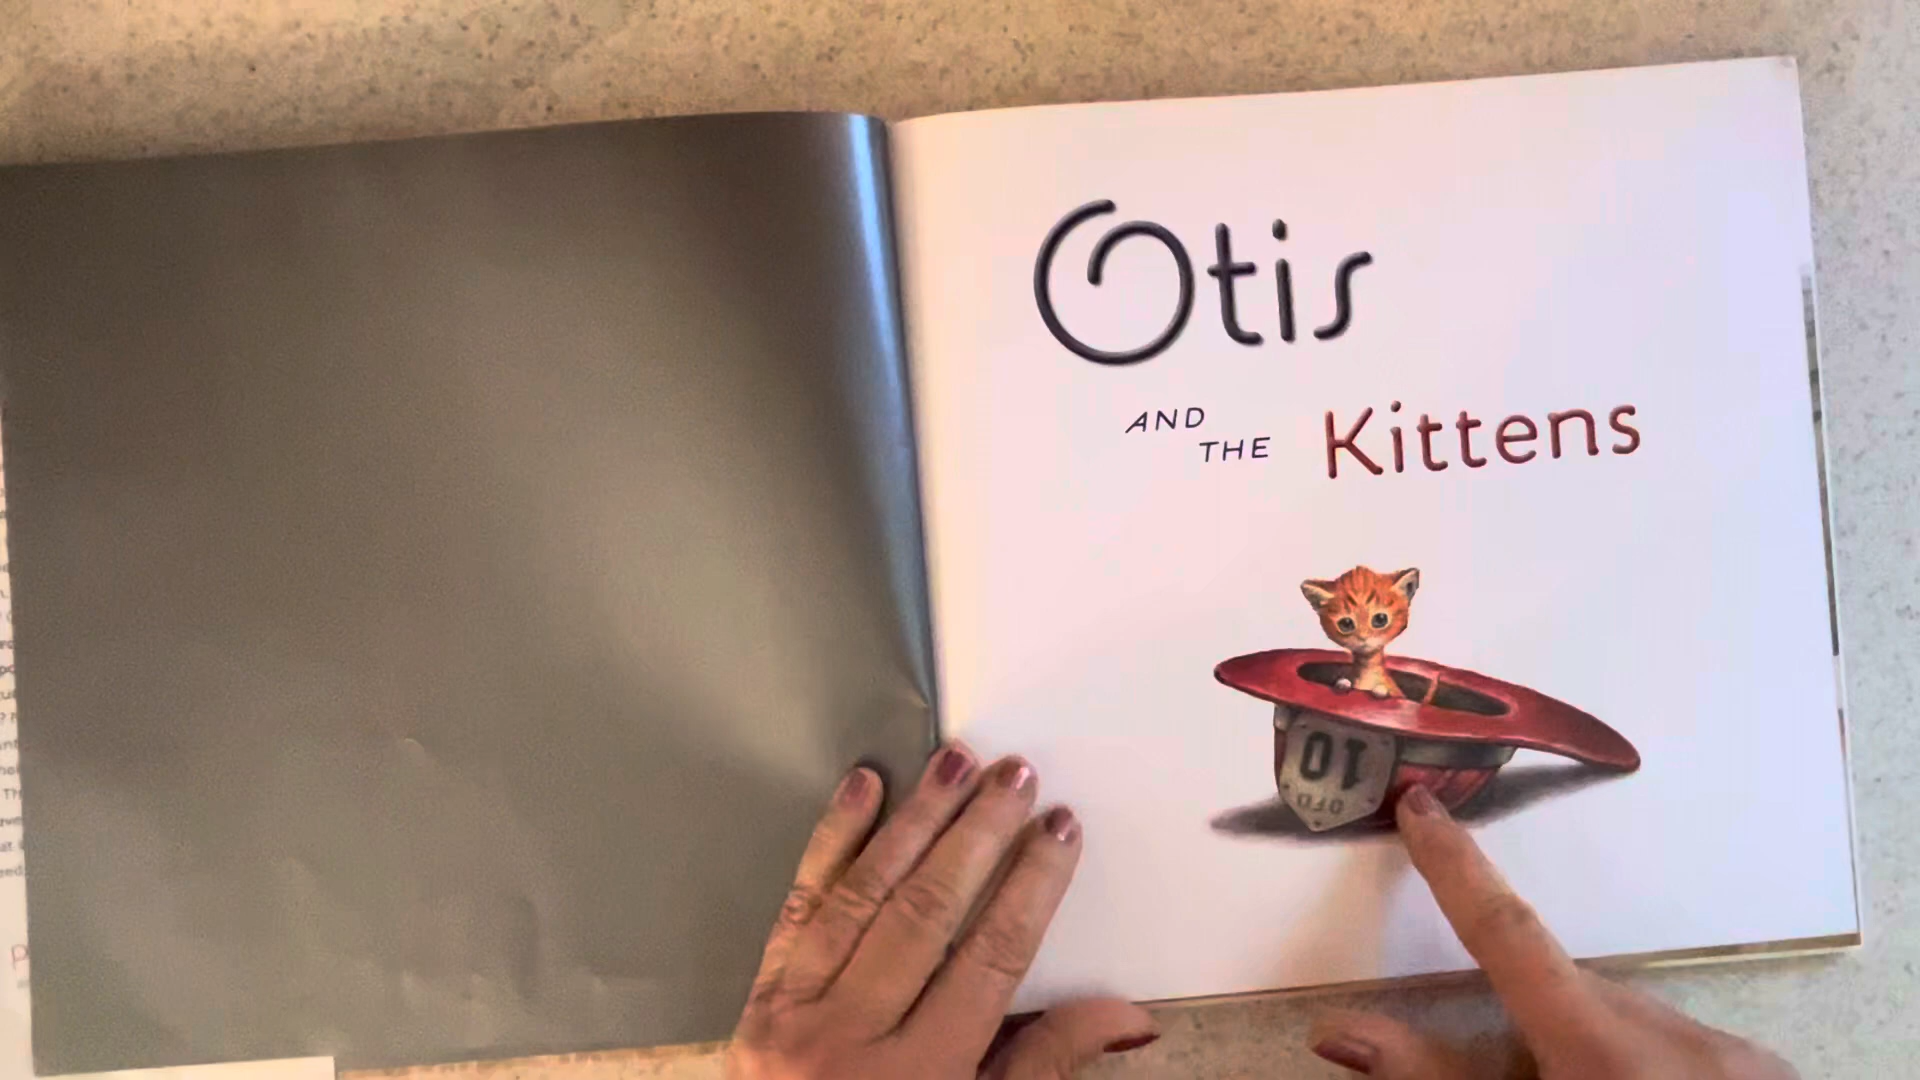 Otis
AND
THE
Kittens
10
OFD